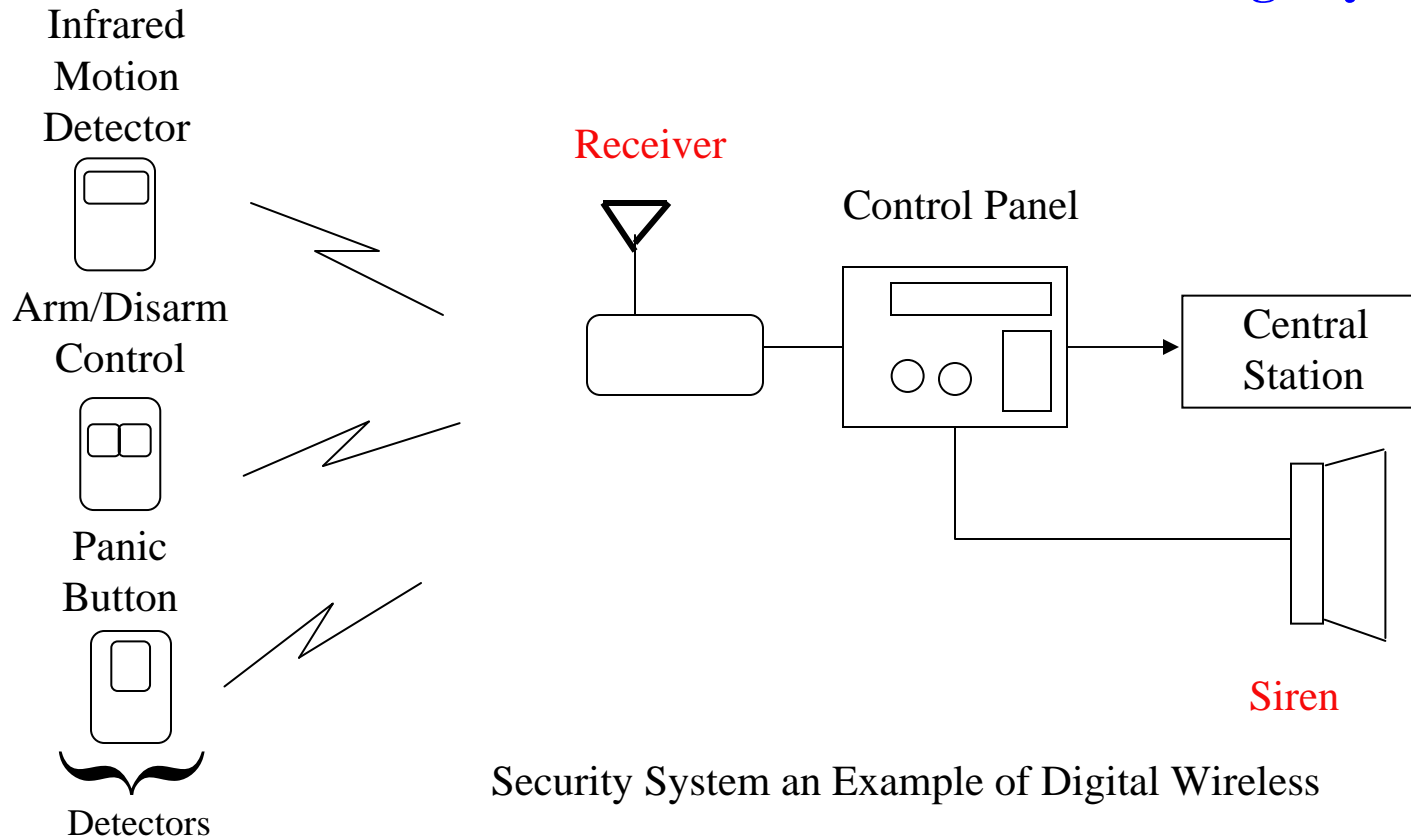 Infrared
Motion
Detector
Receiver
Control Panel
Arm/Disarm
Control
Central
Station
Panic
Button
Siren
Security System an Example of Digital Wireless
Detectors